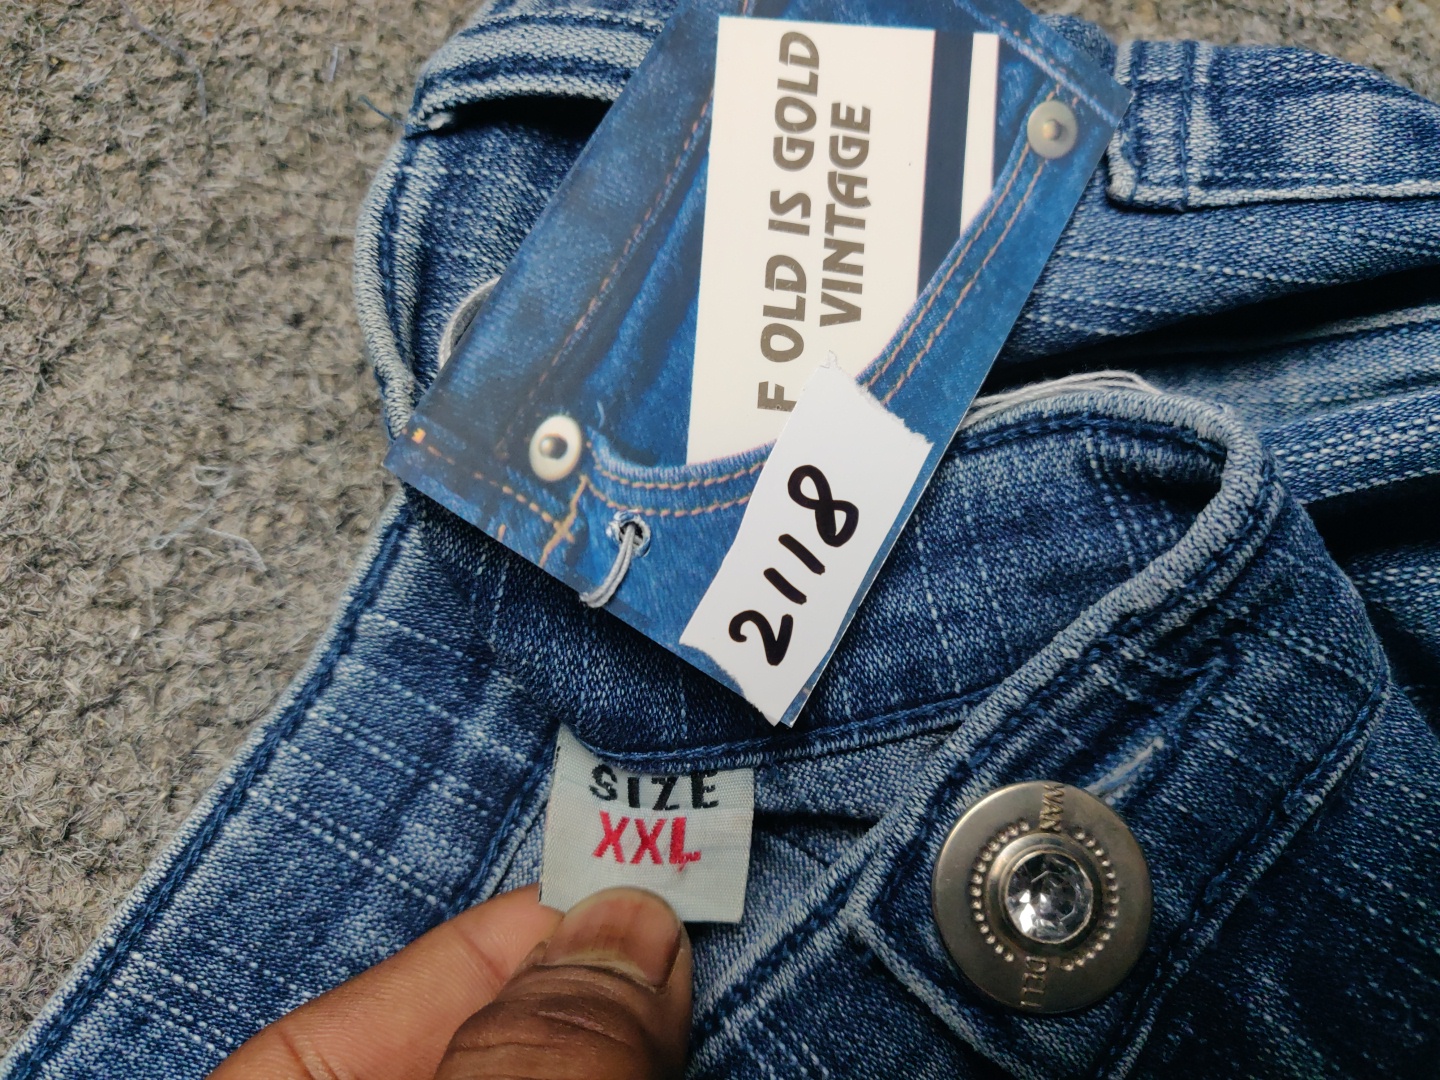 F OLD IS GOLD
VINTAGE
2118
SIZE
XXL